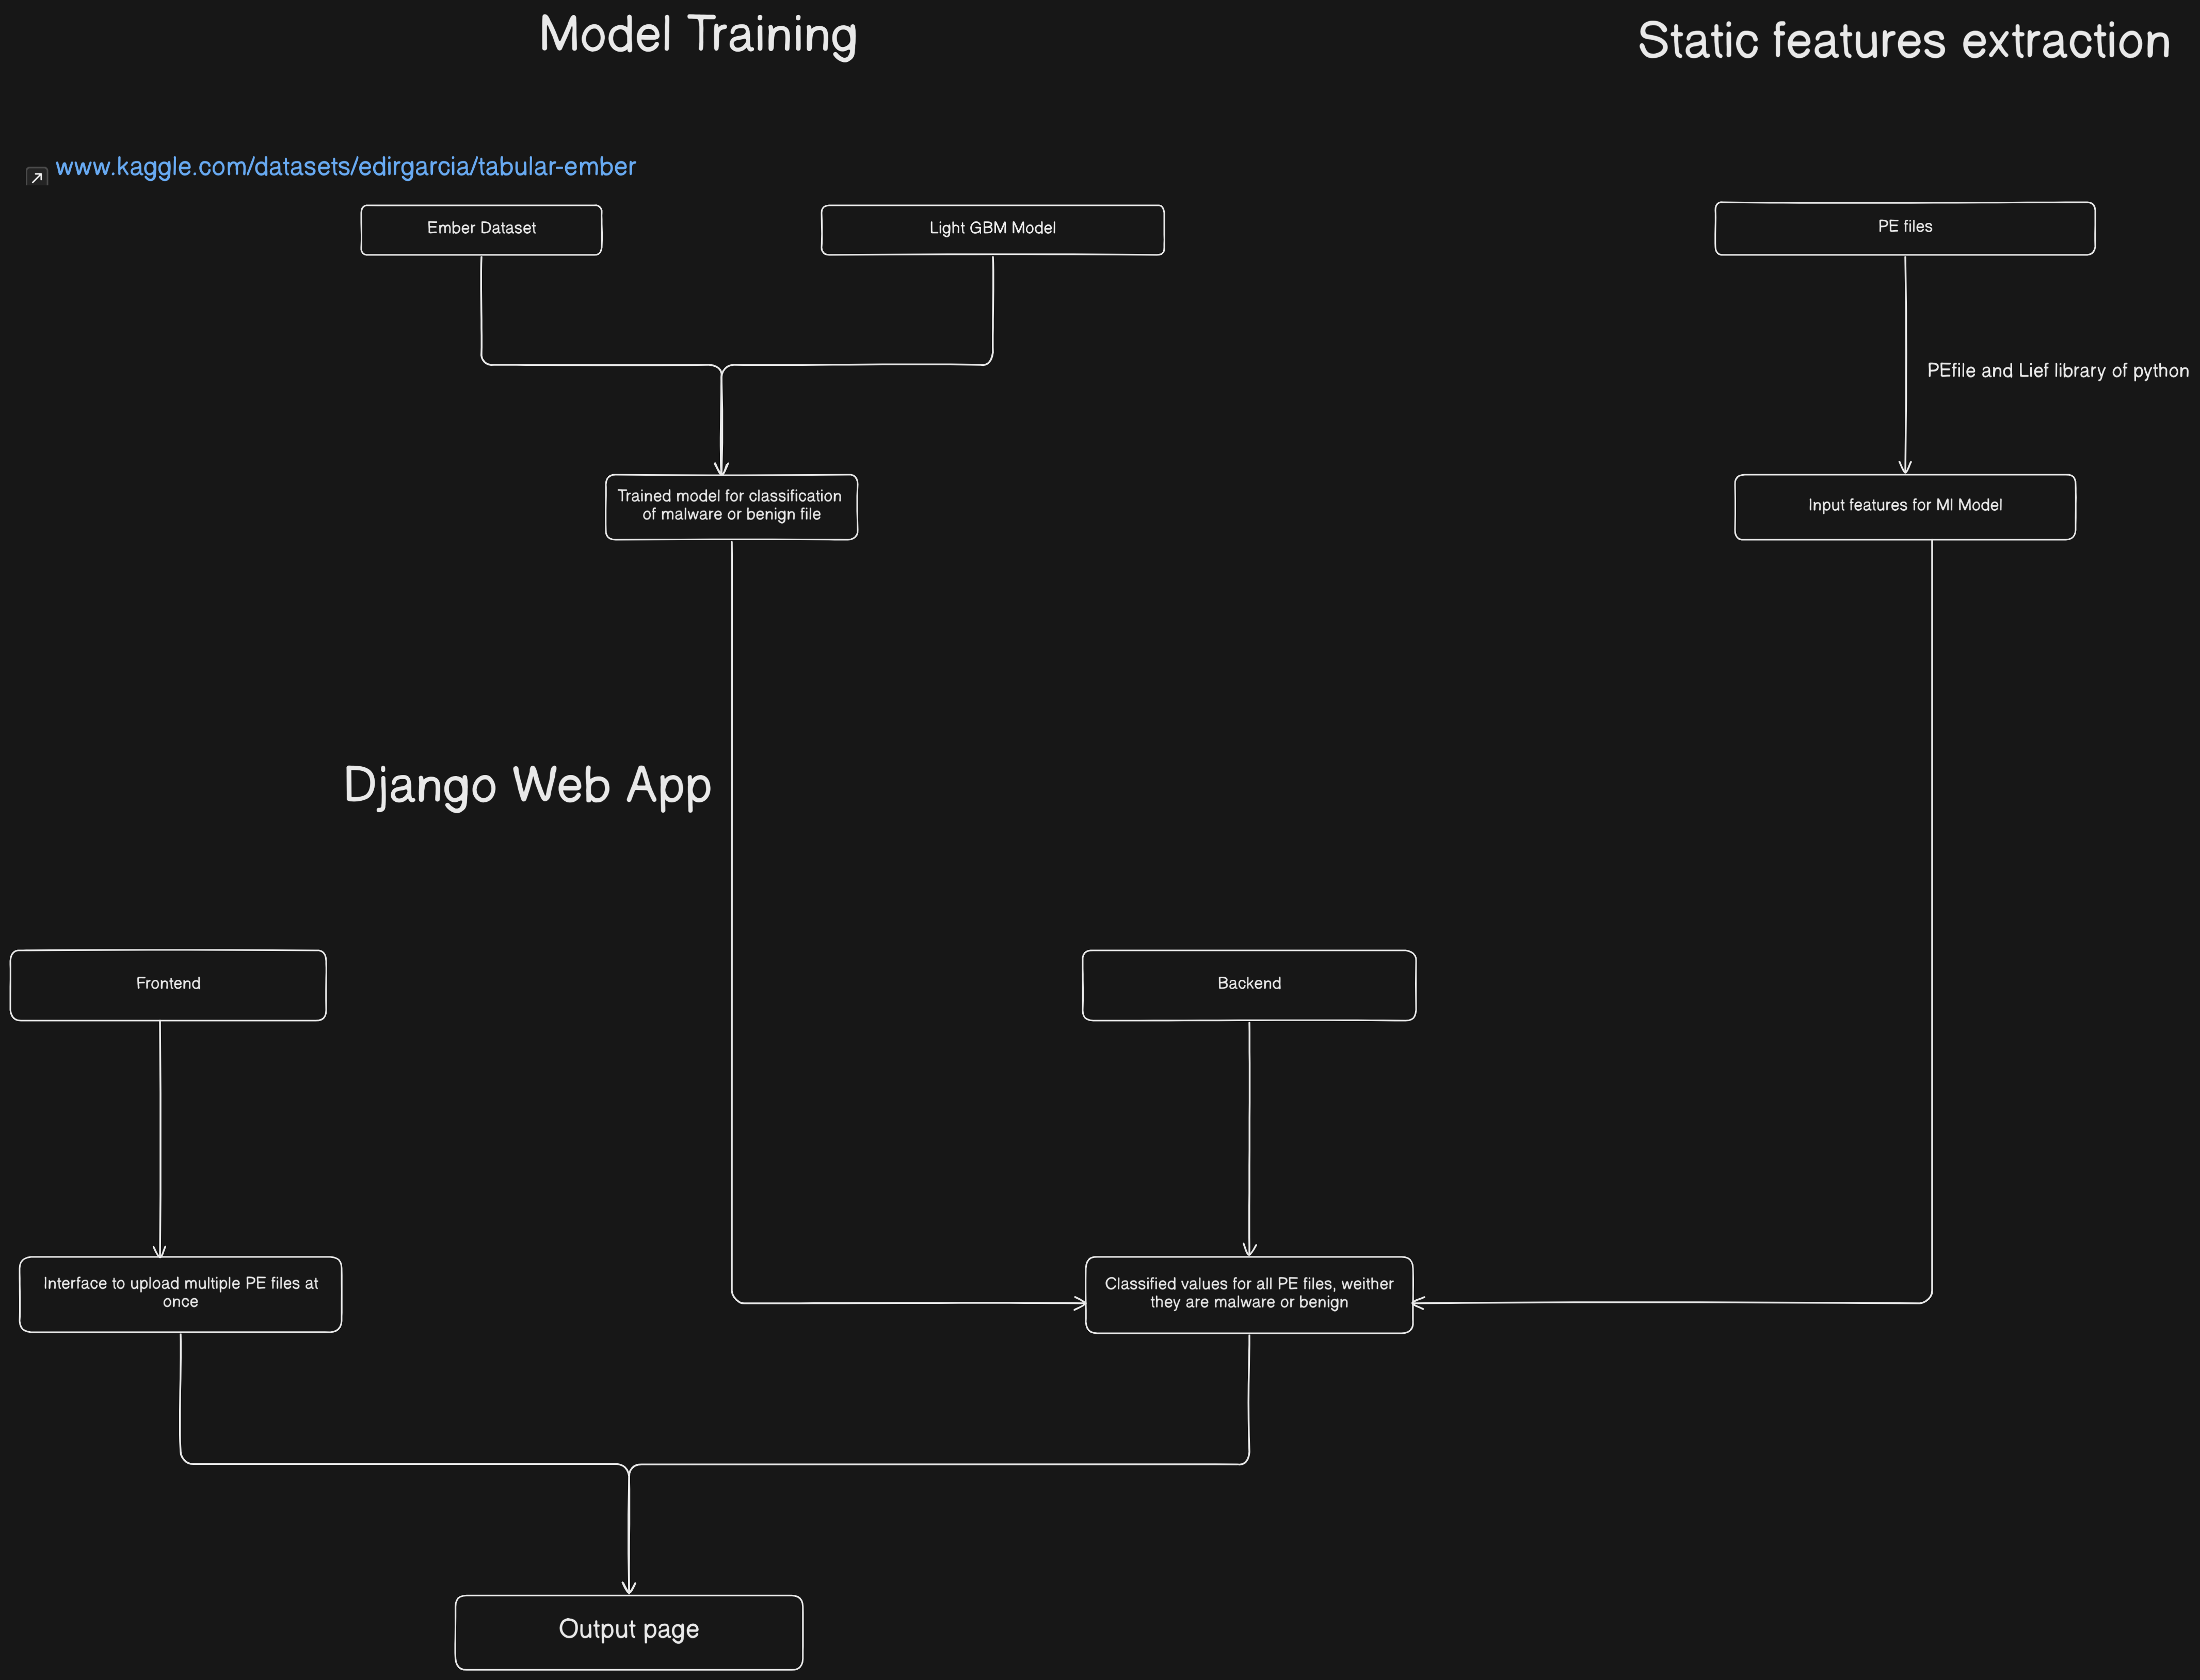 Model Training
Static features extraction
www.kaggle.com/datasets/edirgarcia/tabular-ember
Ember Dataset
Light GBM Model
PE files
PEfile and Lief library of python
Trained model for classification
of malware or benign file
Input features for Ml Model
Django Web App
Frontend
Backend
Interface to upload multiple PE files at
once
Classified values for all PE files, weither
they are malware or benign
Output page